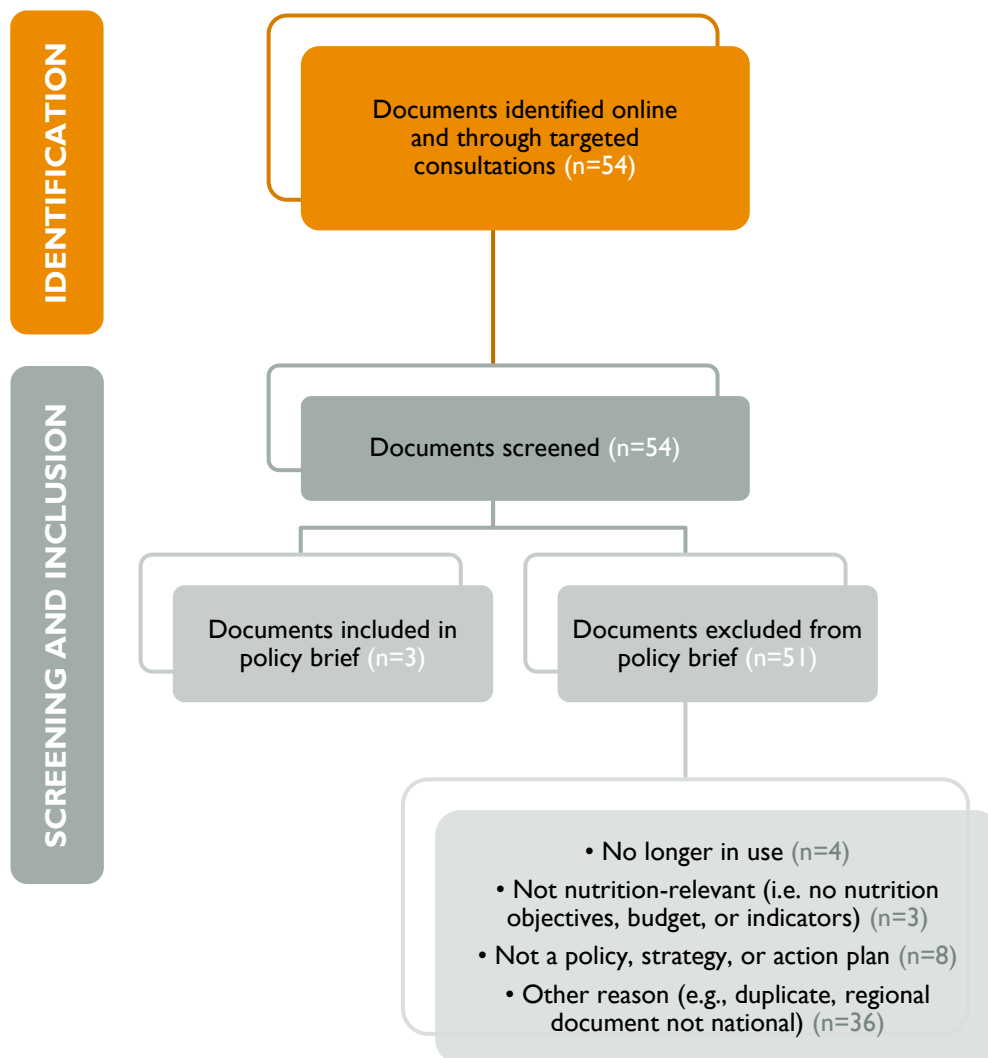 IDENTIFICATION
Documents identified online
and through targeted
consultations (n=54)
SCREENING AND INCLUSION
Documents screened (n=54)
Documents included in
policy brief (n=3)
Documents excluded from
policy brief (n=51)
• No longer in use (n=4)
• Not nutrition-relevant (i.e. no nutrition
objectives, budget, or indicators) (n=3)
• Not a policy, strategy, or action plan (n=8)
• Other reason (e.g., duplicate, regional
document not national) (n=36)